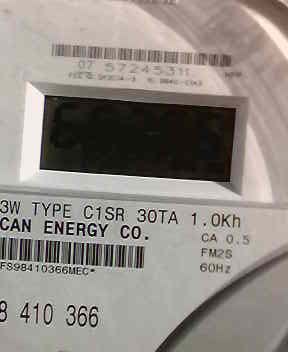 07 57245311
3W TYPE C1SR 30TA 1.0Kh
CAN ENERGY CO.
CA 0.5
FM2S
60Hz
FS98410366MEC*
8 410 366